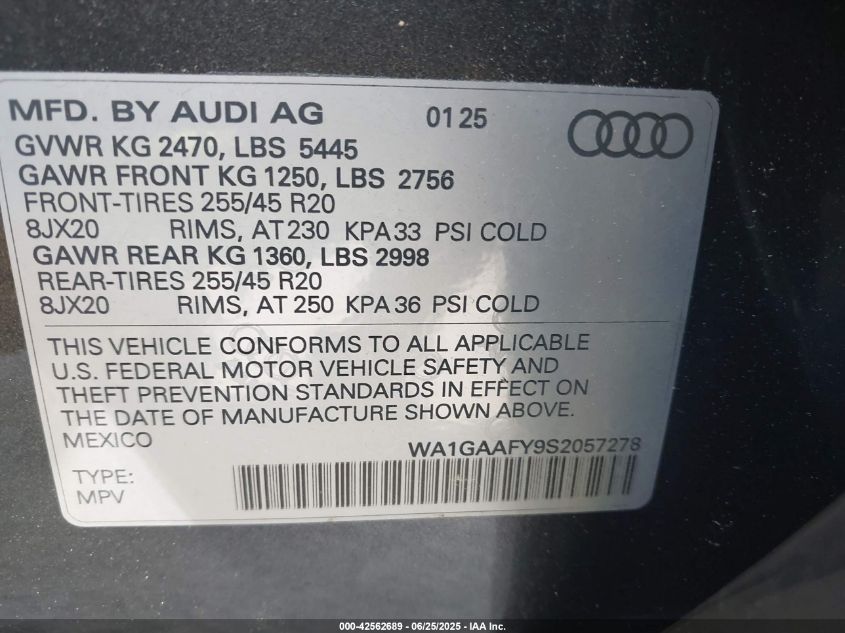 MFD. BY AUDI AG 01 25
GVWR KG 2470, LBS 5445
GAWR FRONT KG 1250, LBS 2756
FRONT-TIRES 255/45 R20
8JX20 RIMS, AT 230 KPA 33 PSI COLD
GAWR REAR KG 1360, LBS 2998
REAR-TIRES 255/45 R20
8JX20 RIMS, AT 250 KPA 36 PSI COLD
THIS VEHICLE CONFORMS TO ALL APPLICABLE
U.S. FEDERAL MOTOR VEHICLE SAFETY AND
THEFT PREVENTION STANDARDS IN EFFECT ON
THE DATE OF MANUFACTURE SHOWN ABOVE.
MEXICO WA1GAAFY9S2057278
TYPE:
MPV
000-42562689 - 06/25/2025 - IAA Inc.